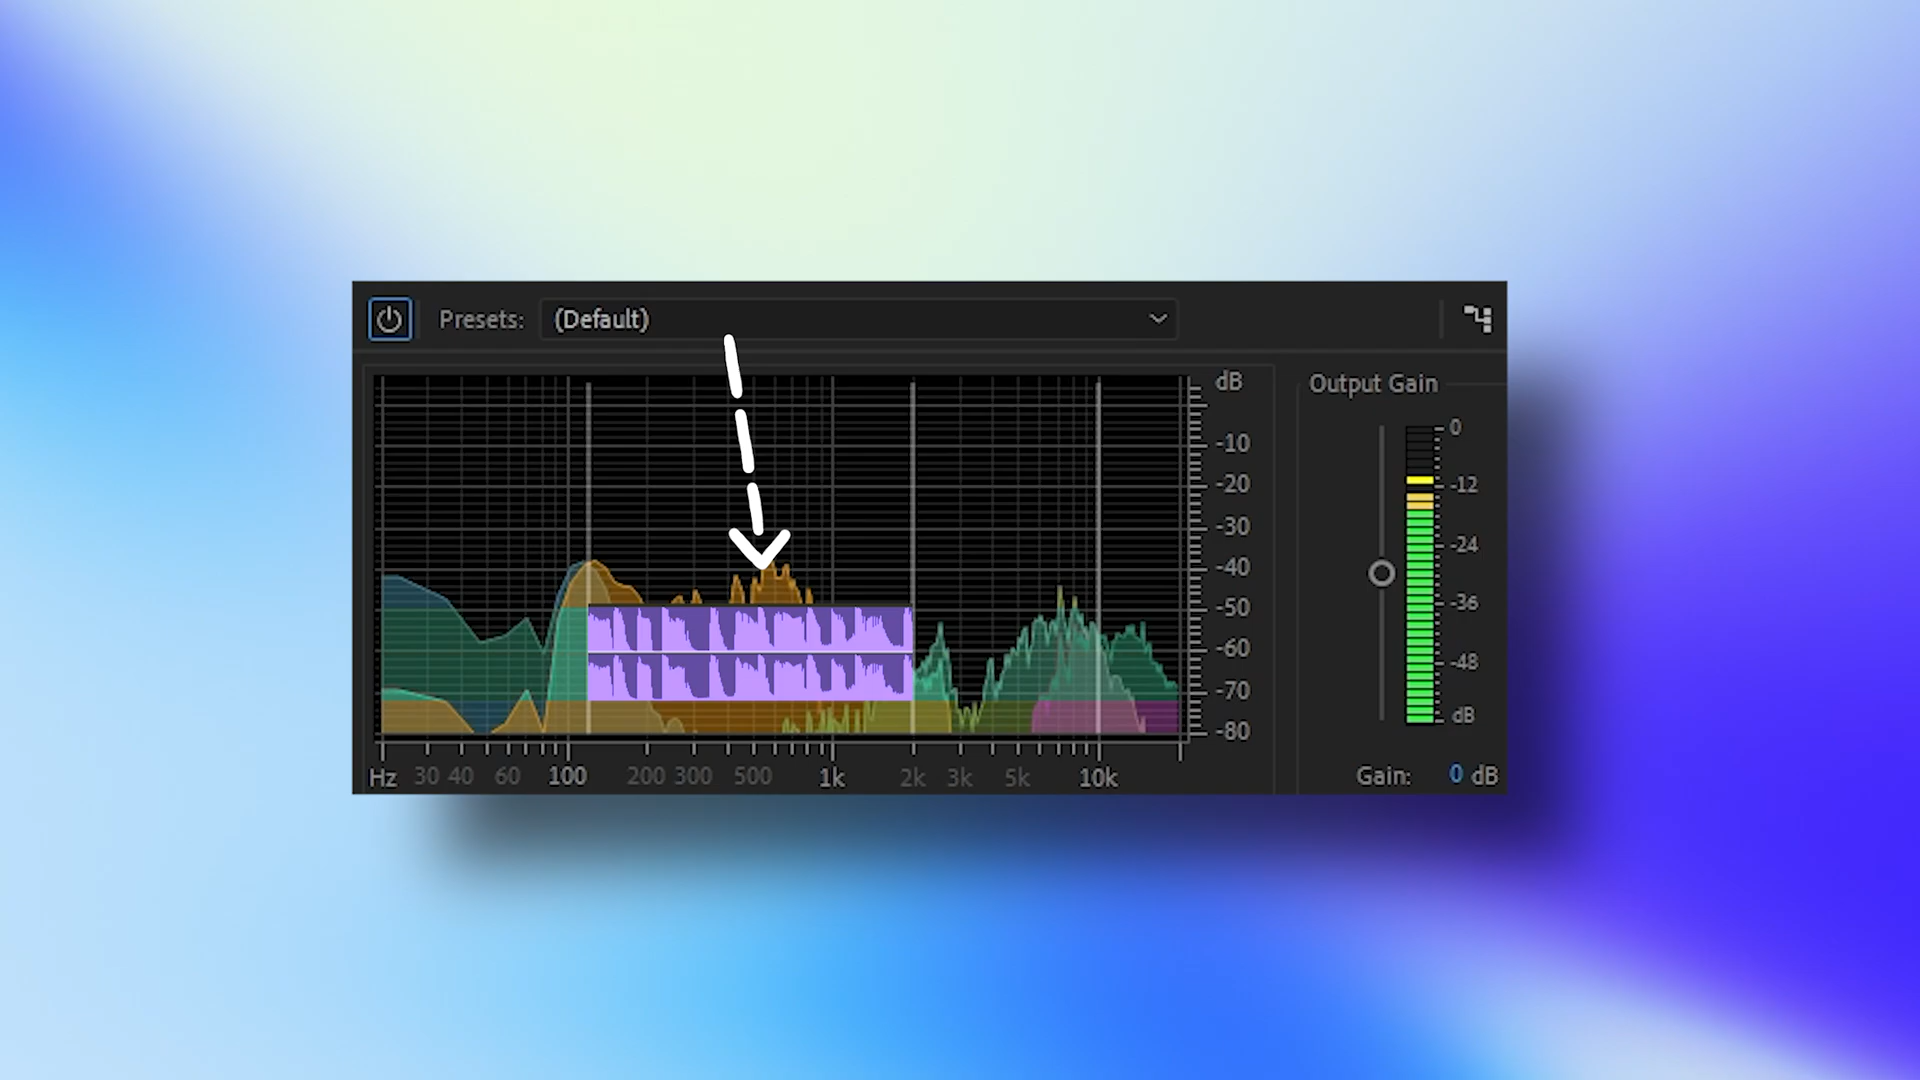 Presets: (Default)
dB
-10
-20
-30
-40
-50
-60
-70
-80
Hz 30 40 60 100 200 300 500 1k 2k 3k 5k 10k
Output Gain
0
-12
-24
-36
-48
dB
Gain: 0 dB